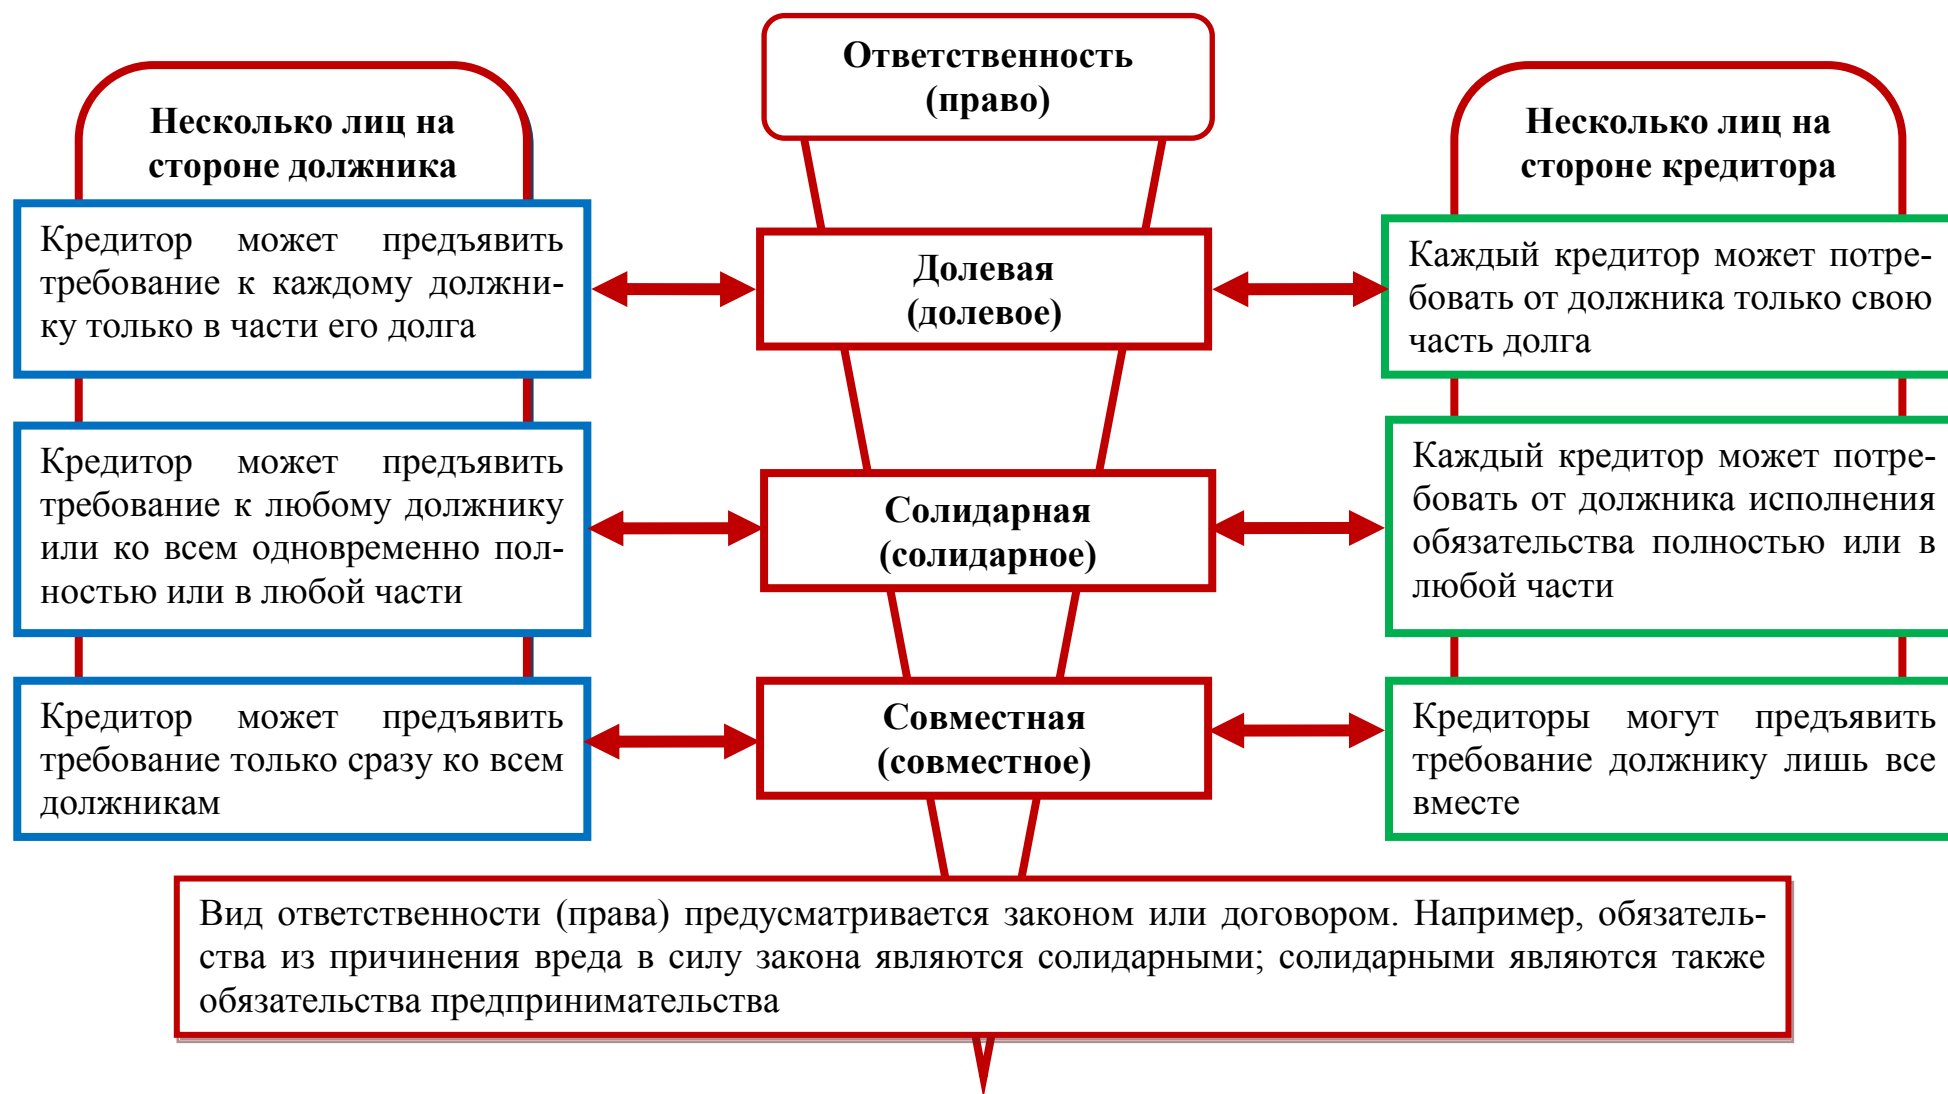 Ответственность
(право)
Несколько лиц на
стороне должника
Несколько лиц на
стороне кредитора
Кредитор может предъявить
требование к каждому должни-
ку только в части его долга
Долевая
(долевое)
Каждый кредитор может потре-
бовать от должника только свою
часть долга
Кредитор может предъявить
требование к любому должнику
или ко всем одновременно пол-
ностью или в любой части
Солидарная
(солидарное)
Каждый кредитор может потре-
бовать от должника исполнения
обязательства полностью или в
любой части
Кредитор может предъявить
требование только сразу ко всем
должникам
Совместная
(совместное)
Кредиторы могут предъявить
требование должнику лишь все
вместе
Вид ответственности (права) предусматривается законом или договором. Например, обязатель-
ства из причинения вреда в силу закона являются солидарными; солидарными являются также
обязательства предпринимательства